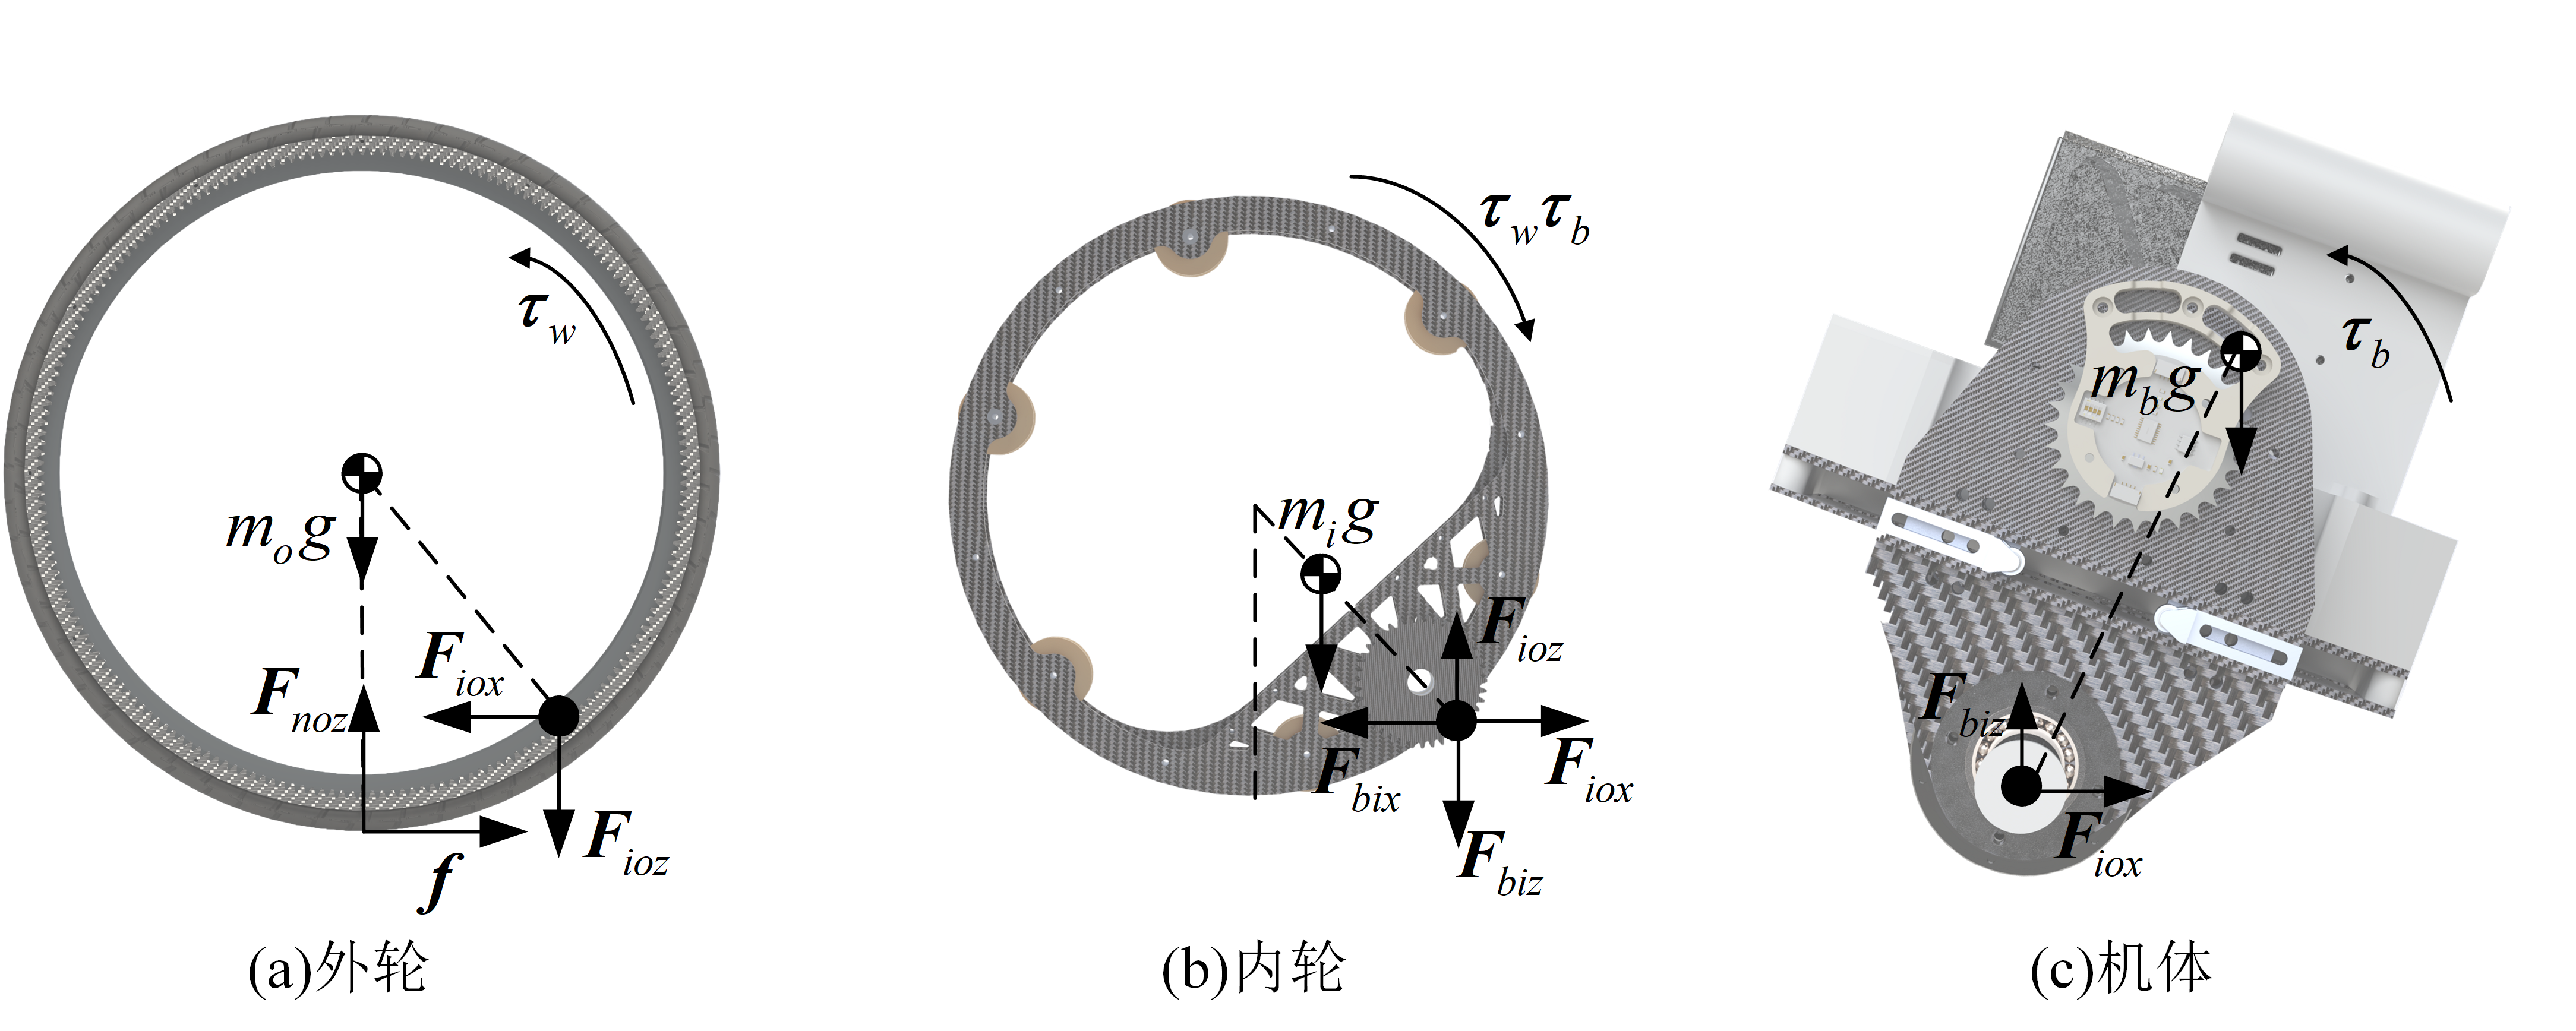 τw
mog
Fiox
Fnoz
Fioz
f
(a)外轮
τwτb
mig
Fioz
Fbix
Fiox
Fbiz
(b)内轮
τb
mbg
Fbiz
Fiox
(c)机体